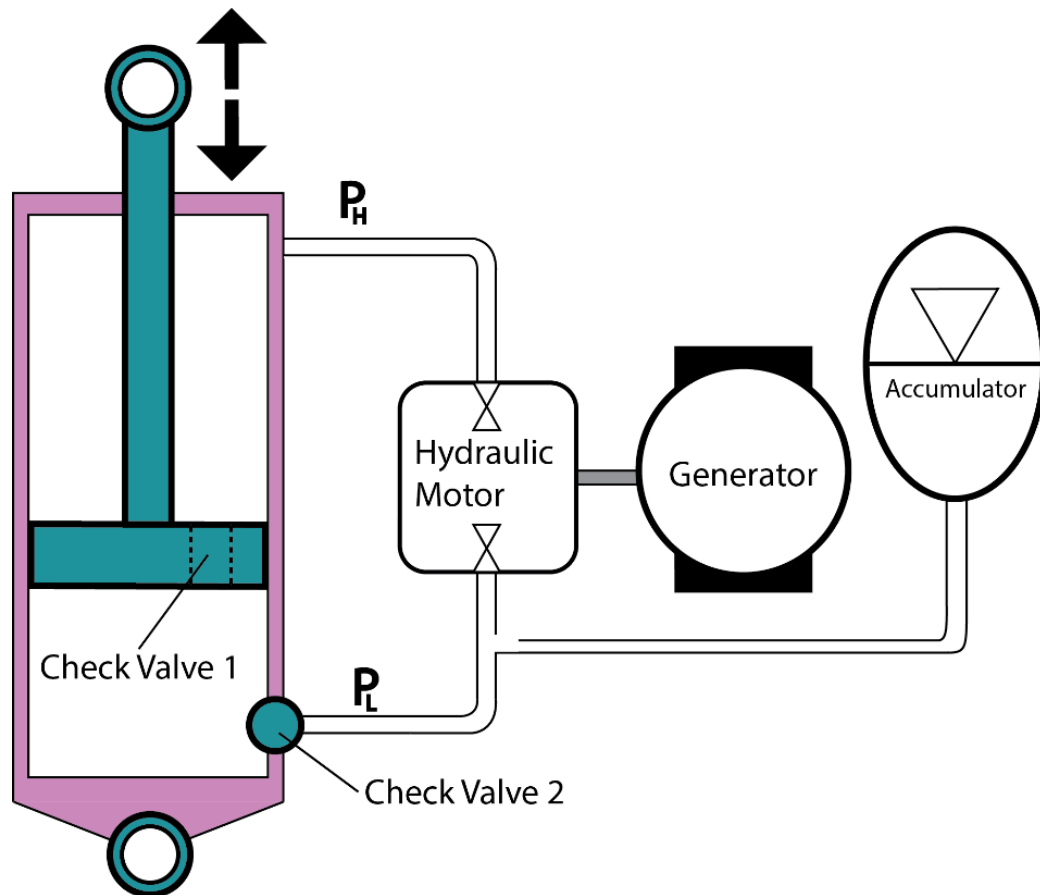 PH
Hydraulic
Motor
Generator
Accumulator
Check Valve 1
PL
Check Valve 2